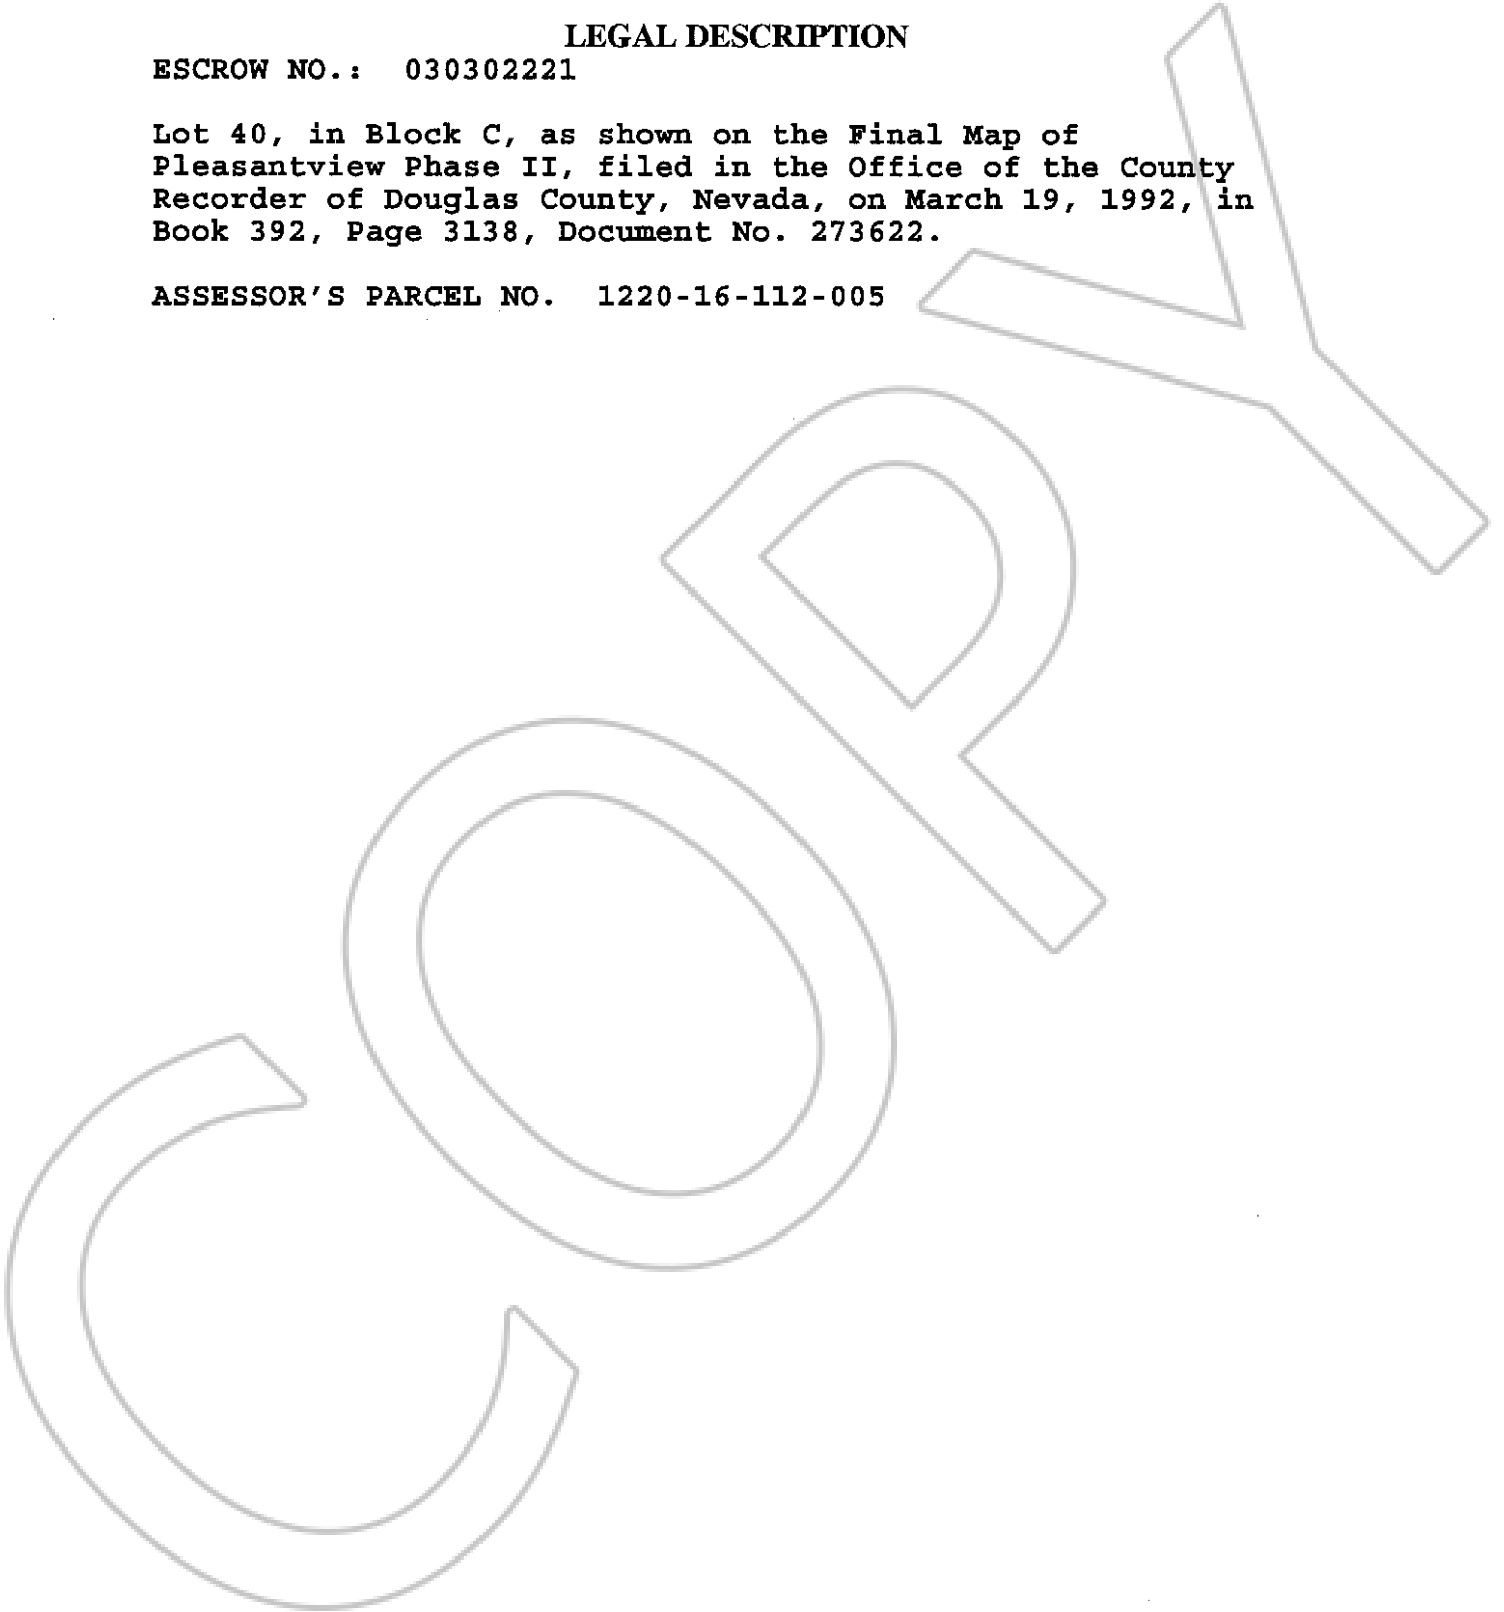 LEGAL DESCRIPTION
ESCROW NO.: 030302221
Lot 40, in Block C, as shown on the Final Map of
Pleasantview Phase II, filed in the Office of the County
Recorder of Douglas County, Nevada, on March 19, 1992, in
Book 392, Page 3138, Document No. 273622.
ASSESSOR'S PARCEL NO. 1220-16-112-005
COPY